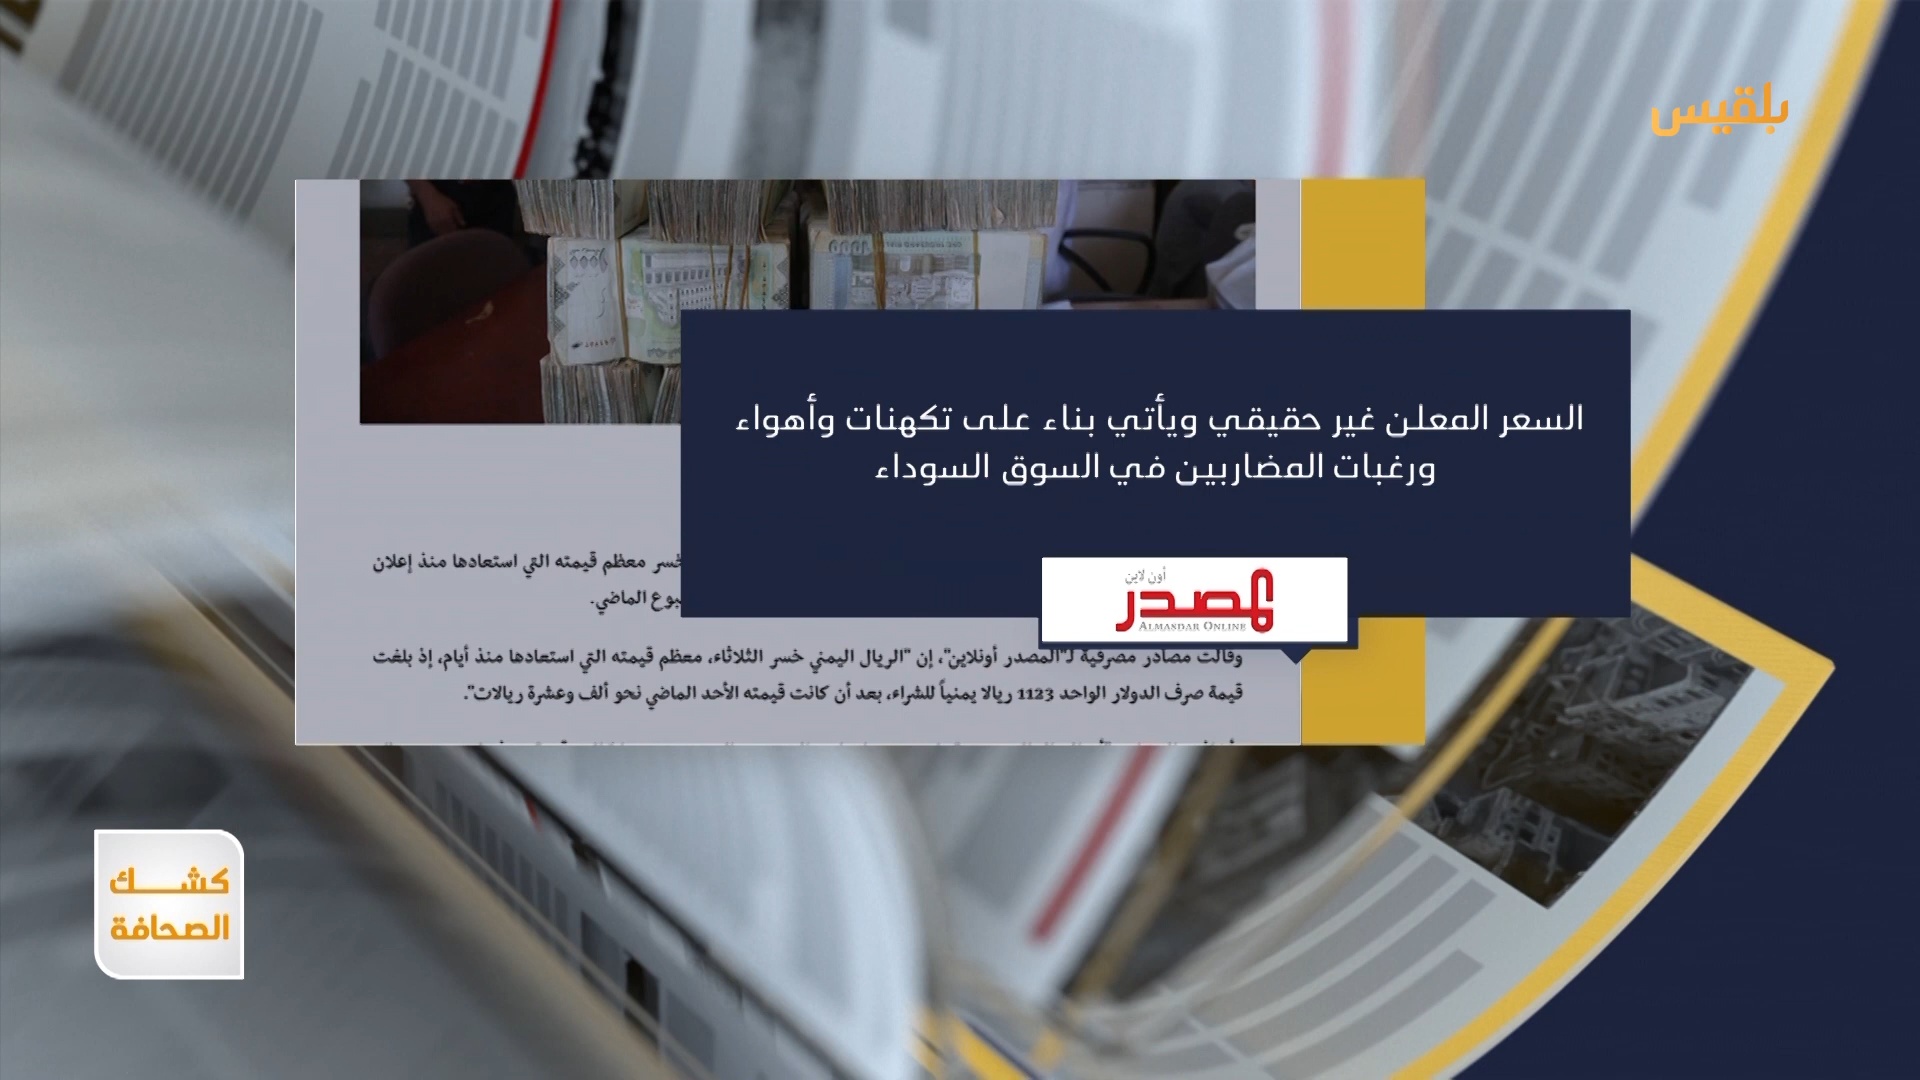 بلقيس
السعر المعلن غير حقيقي ويأتي بناء على تكهنات وأهواء
ورغبات المضاربين في السوق السوداء
أون لاين
المصدر
ALMASDAR ONLINE
خسر معظم قيمته التي استعادها منذ إعلان
الماضي.
وقالت مصادر مصرفية لـ"المصدر أونلاين"، إن "الريال اليمني خسر الثلاثاء، معظم قيمته التي استعادها منذ أيام، إذ بلغت
قيمة صرف الدولار الواحد 1123 ريالا يمنياً للشراء، بعد أن كانت قيمته الأحد الماضي نحو ألف وعشرة ريالات".
كشـــك
الصحافة